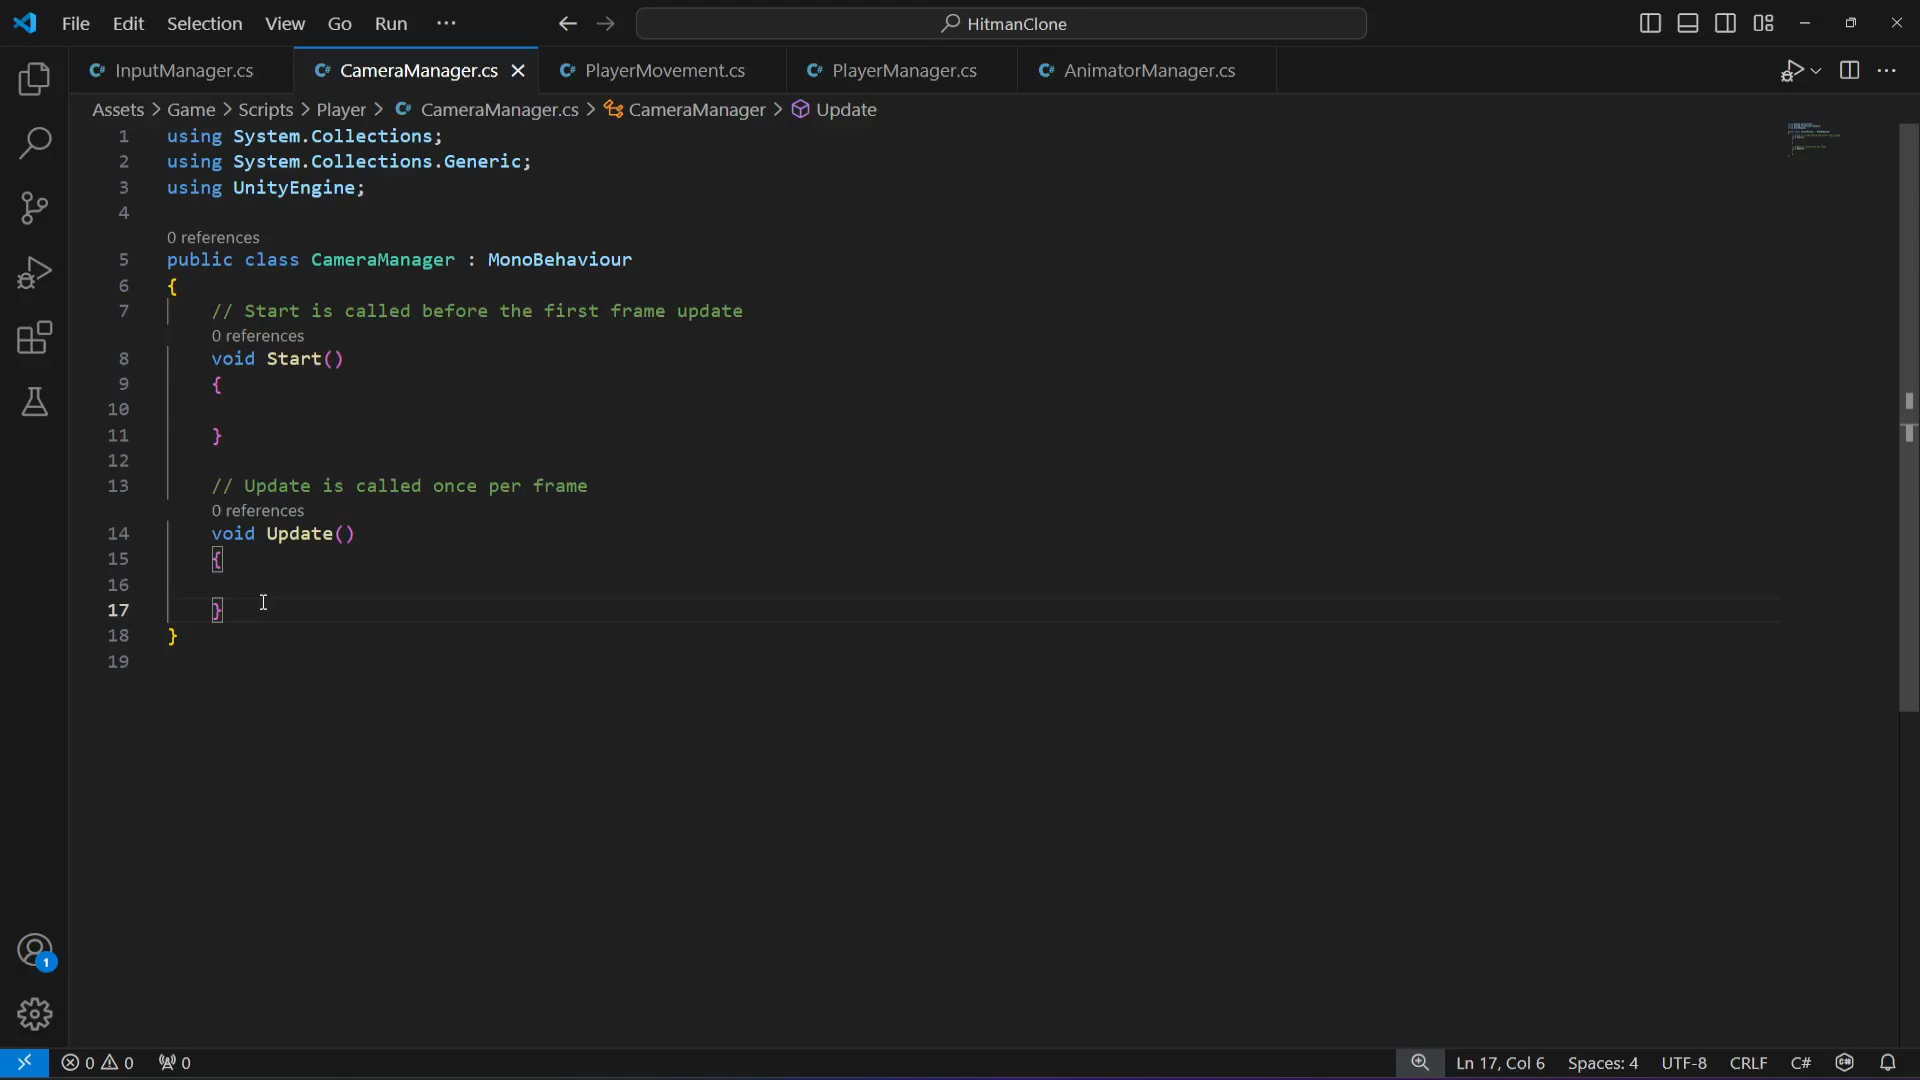 File Edit Selection View Go Run ··· HitmanClone
InputManager.cs CameraManager.cs PlayerMovement.cs PlayerManager.cs AnimatorManager.cs
Assets > Game > Scripts > Player > CameraManager.cs > CameraManager > Update
1 using System.Collections;
2 using System.Collections.Generic;
3 using UnityEngine;
4
0 references
5 public class CameraManager : MonoBehaviour
6 {
7 // Start is called before the first frame update
0 references
8 void Start()
9 {
10
11 }
12
13 // Update is called once per frame
0 references
14 void Update()
15 {
16
17 }
18 }
19
1
0 0 0 Ln 17, Col 6 Spaces: 4 UTF-8 CRLF C#